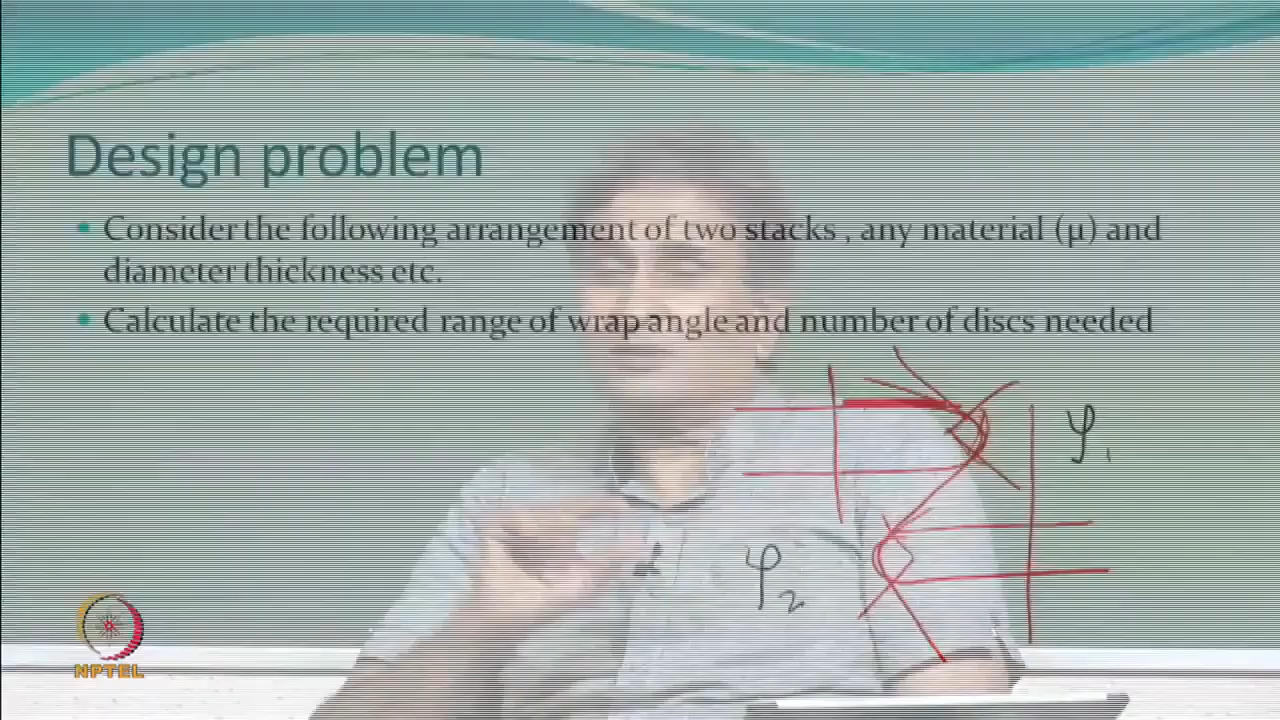 Design problem
Consider the following arrangement of two stacks , any material (μ) and
diameter thickness etc.
Calculate the required range of wrap angle and number of discs needed
φ₁
φ₂
NPTEL